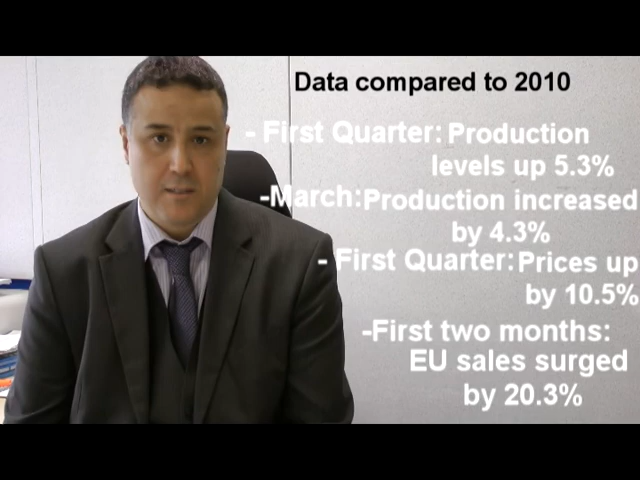 Data compared to 2010
- First Quarter: Production
levels up 5.3%
-March: Production increased
by 4.3%
- First Quarter: Prices up
by 10.5%
-First two months:
EU sales surged
by 20.3%